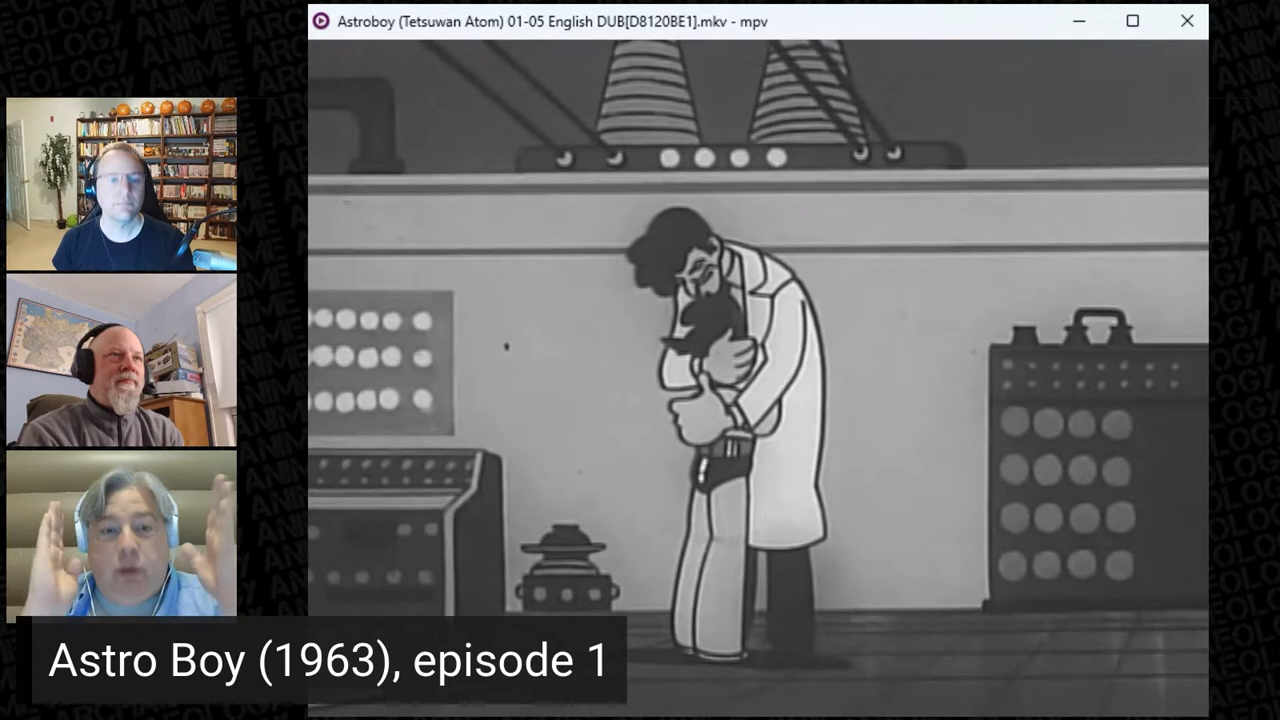 Astroboy (Tetsuwan Atom) 01-05 English DUB[D8120BE1].mkv - mpv
Astro Boy (1963), episode 1